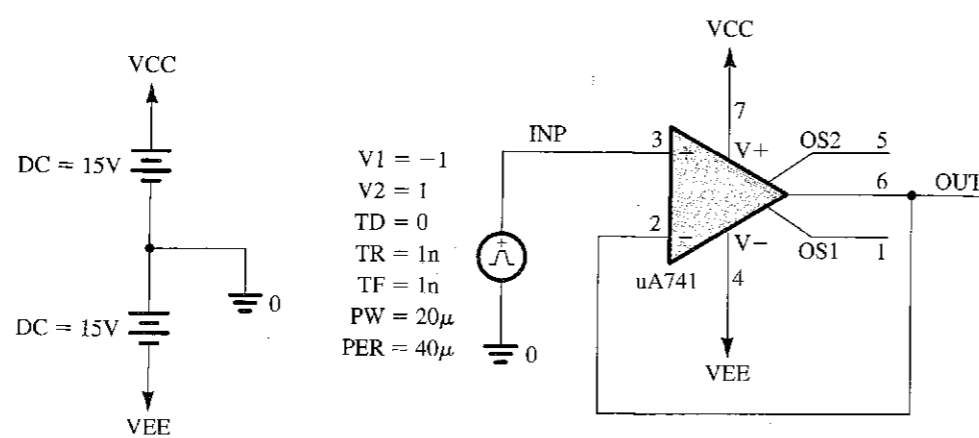 VCC
DC = 15V
0
DC = 15V
VEE
V1 = −1
V2 = 1
TD = 0
TR = 1n
TF = 1n
PW = 20μ
PER = 40μ
INP
0
VCC
7
3
−
V+
OS2
5
6
OUT
2
−
V−
OS1
1
uA741
4
VEE